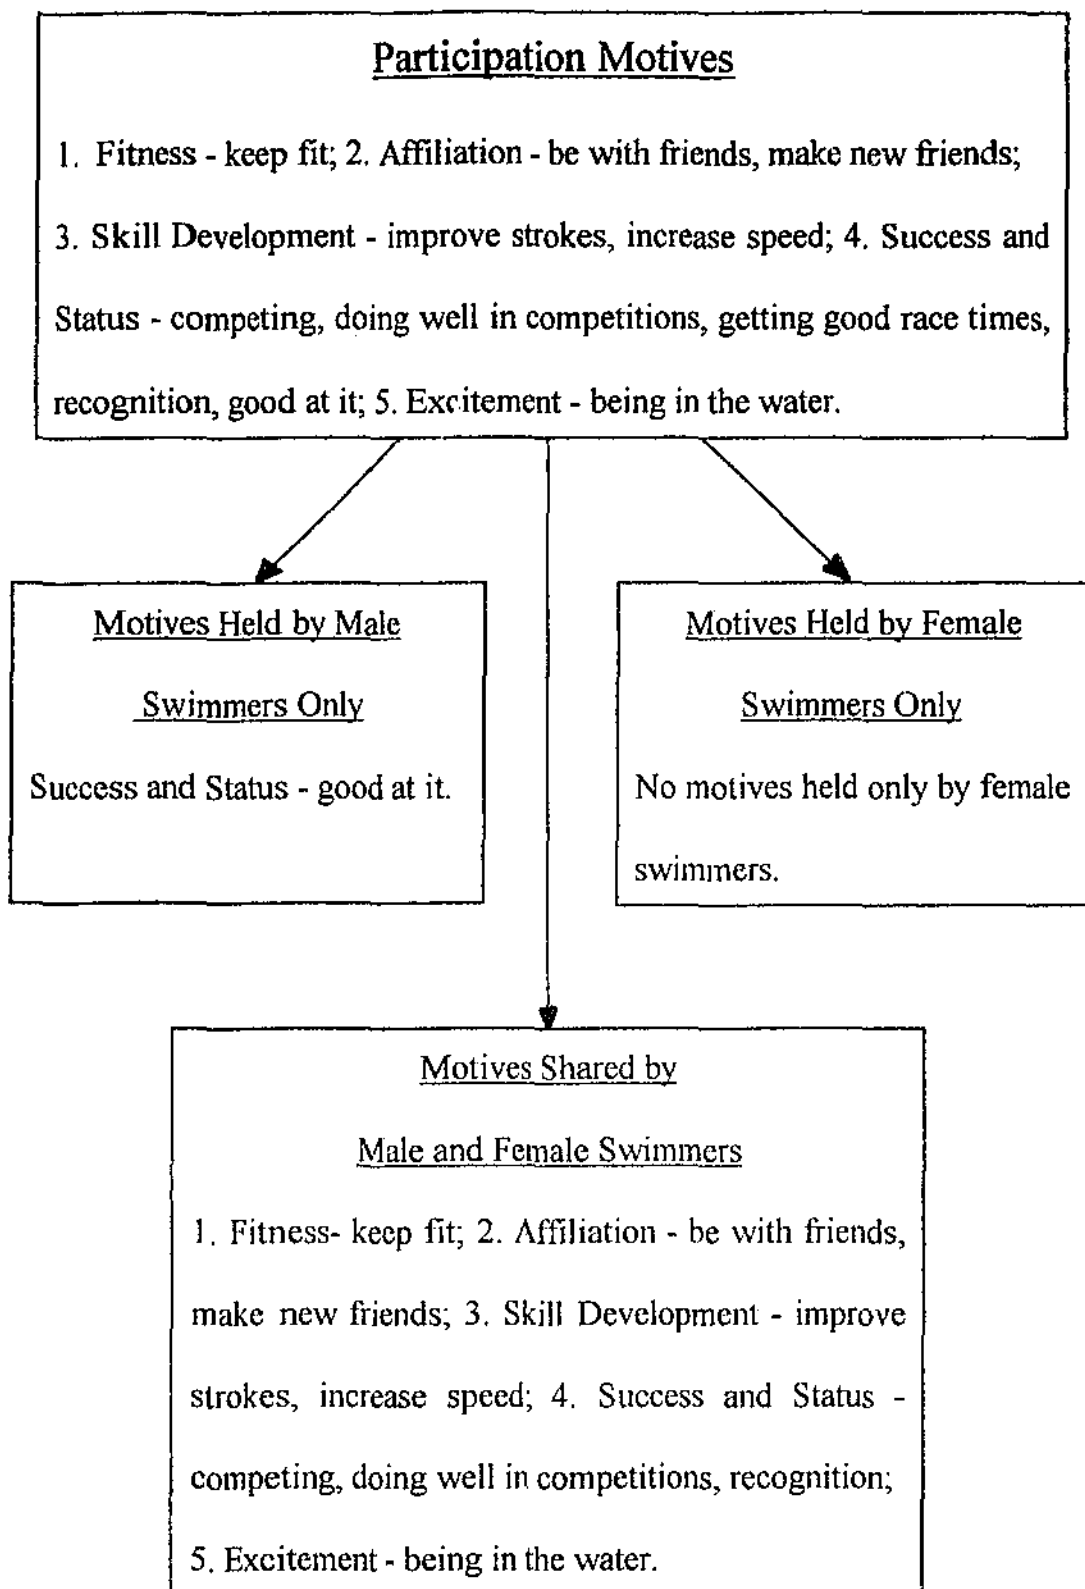 Participation Motives
1. Fitness - keep fit; 2. Affiliation - be with friends, make new friends;
3. Skill Development - improve strokes, increase speed; 4. Success and
Status - competing, doing well in competitions, getting good race times,
recognition, good at it; 5. Excitement - being in the water.
Motives Held by Male
Swimmers Only
Success and Status - good at it.
Motives Held by Female
Swimmers Only
No motives held only by female
swimmers.
Motives Shared by
Male and Female Swimmers
1. Fitness- keep fit; 2. Affiliation - be with friends,
make new friends; 3. Skill Development - improve
strokes, increase speed; 4. Success and Status -
competing, doing well in competitions, recognition;
5. Excitement - being in the water.